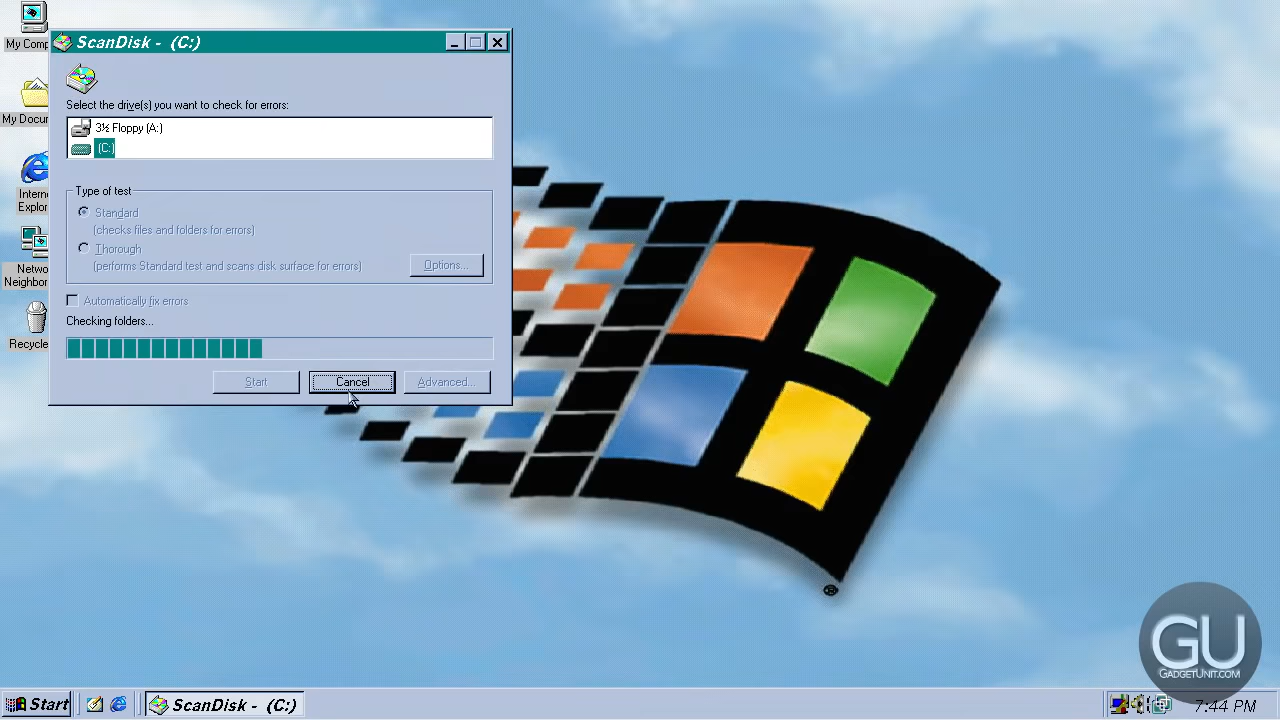 My Comp
My Docum
Intern
Explor
Netwo
Neighbor
Recycle
ScanDisk - (C:)
Select the drive(s) you want to check for errors:
3½ Floppy (A:)
(C:)
Type of test
Standard
(checks files and folders for errors)
Thorough
(performs Standard test and scans disk surface for errors)
Options...
Automatically fix errors
Checking folders...
Start
Cancel
Advanced...
®
GU
GADGETUNIT.COM
Start
ScanDisk - (C:)
7:44 PM